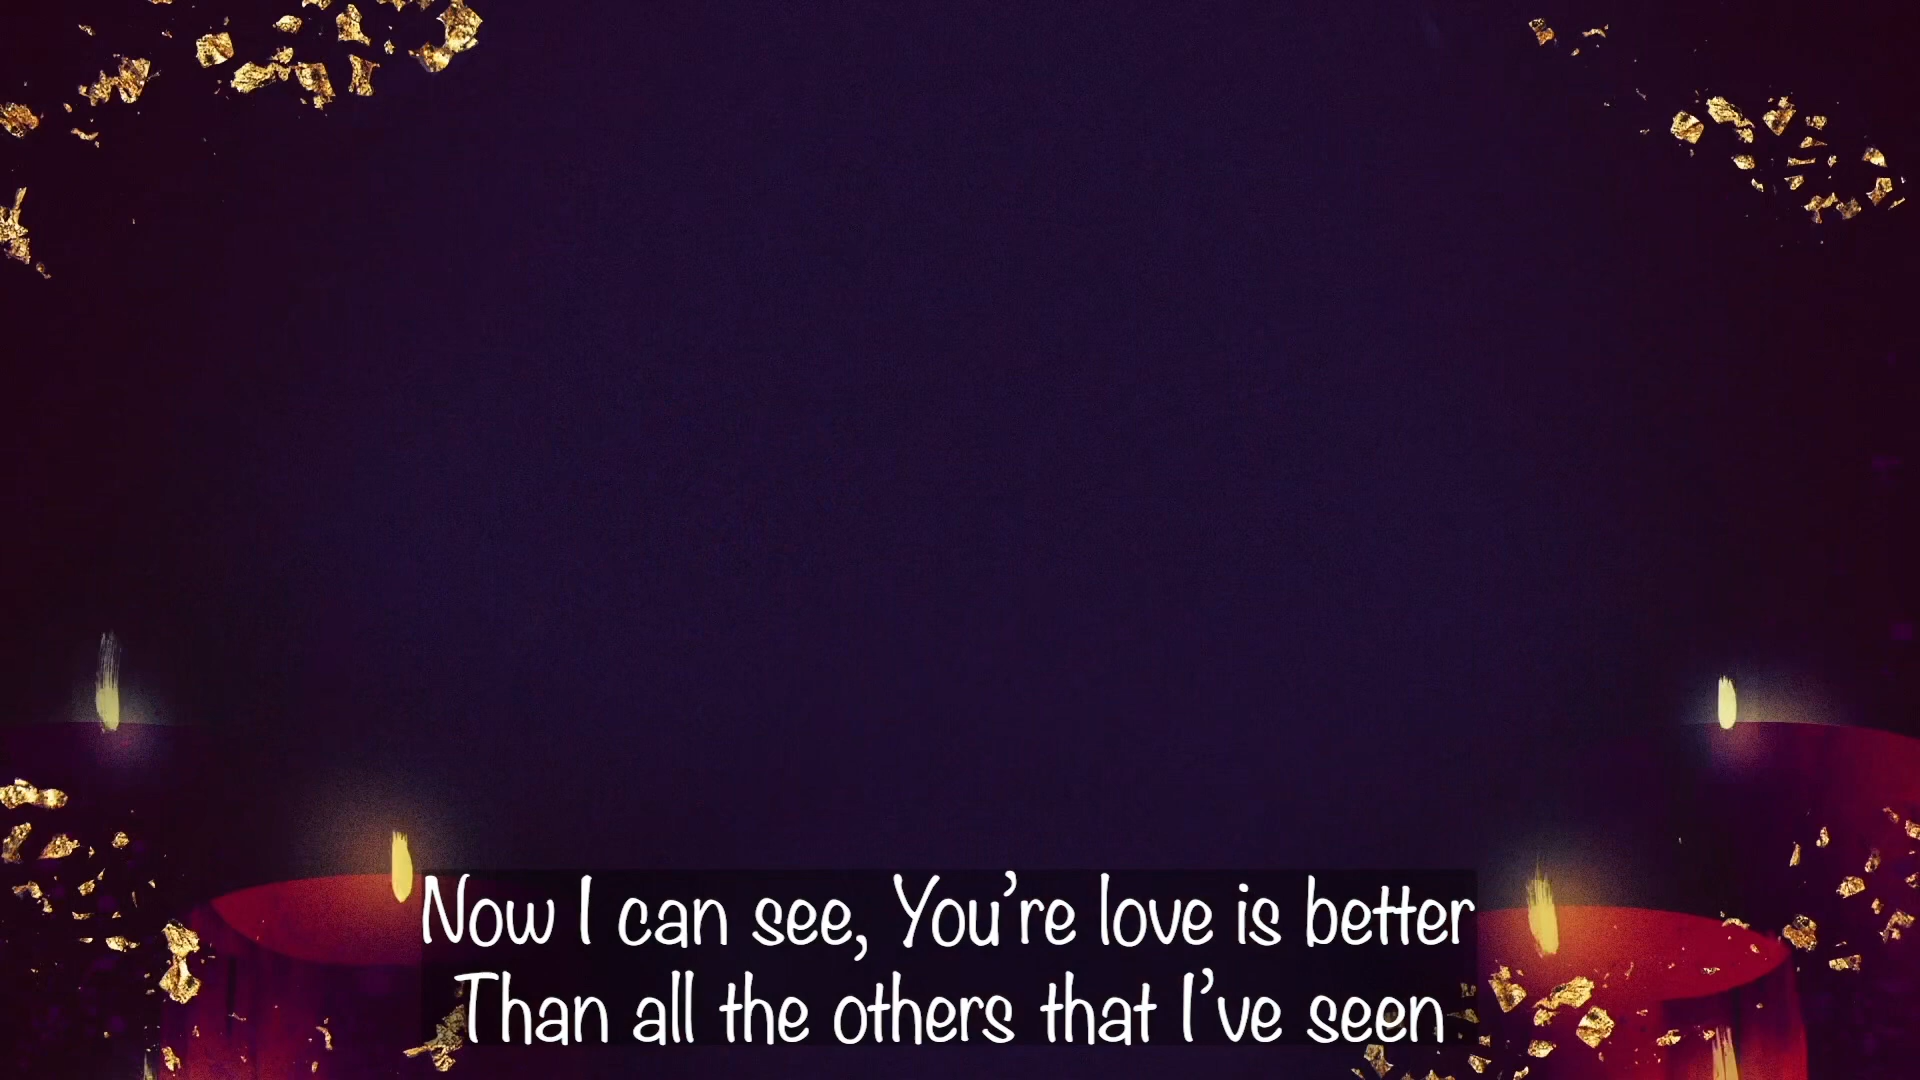 Now I can see, You’re love is better
Than all the others that I’ve seen